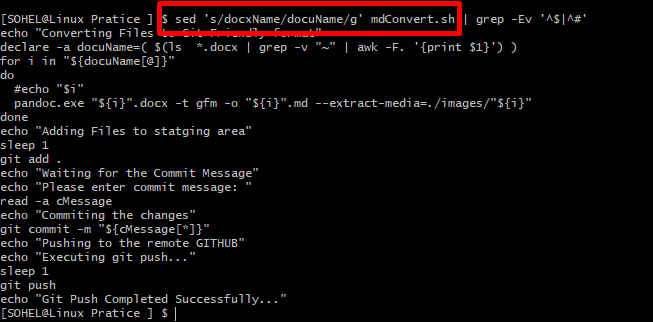 [SOHEL@Linux Pratice ] $ sed 's/docxName/docuName/g' mdConvert.sh | grep -Ev '^$|^#'
echo "Converting Files to Git Friendly format"
declare -a docuName=( $(ls  *.docx | grep -v "~" | awk -F. '{print $1}') )
for i in "${docuName[@]}"
do
  #echo "$i"
  pandoc.exe "${i}".docx -t gfm -o "${i}".md --extract-media=./images/"${i}"
done
echo "Adding Files to statging area"
sleep 1
git add .
echo "Waiting for the Commit Message"
echo "Please enter commit message: "
read -a cMessage
echo "Commiting the changes"
git commit -m "${cMessage[*]}"
echo "Pushing to the remote GITHUB"
echo "Executing git push..."
sleep 1
git push
echo "Git Push Completed Successfully..."
[SOHEL@Linux Pratice ] $